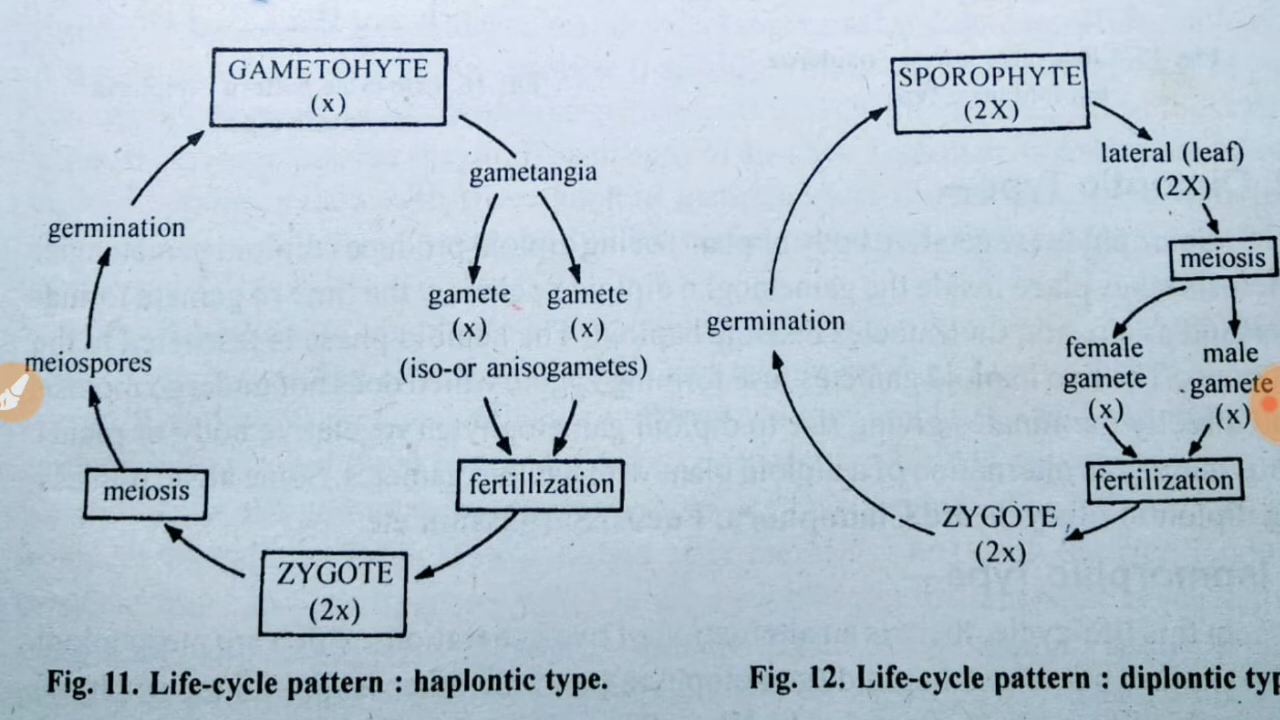 GAMETOHYTE
(x)
gametangia
gamete gamete
(x) (x)
(iso-or anisogametes)
fertillization
ZYGOTE
(2x)
meiosis
meiospores
germination
Fig. 11. Life-cycle pattern : haplontic type.
SPOROPHYTE
(2X)
lateral (leaf)
(2X)
meiosis
female
gamete
(x)
male
gamete
(x)
fertilization
ZYGOTE
(2x)
germination
Fig. 12. Life-cycle pattern : diplontic typ